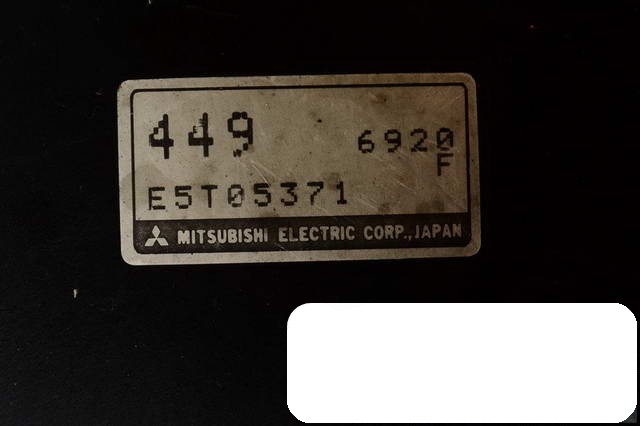 449 6920
F
E5T05371
MITSUBISHI ELECTRIC CORP., JAPAN